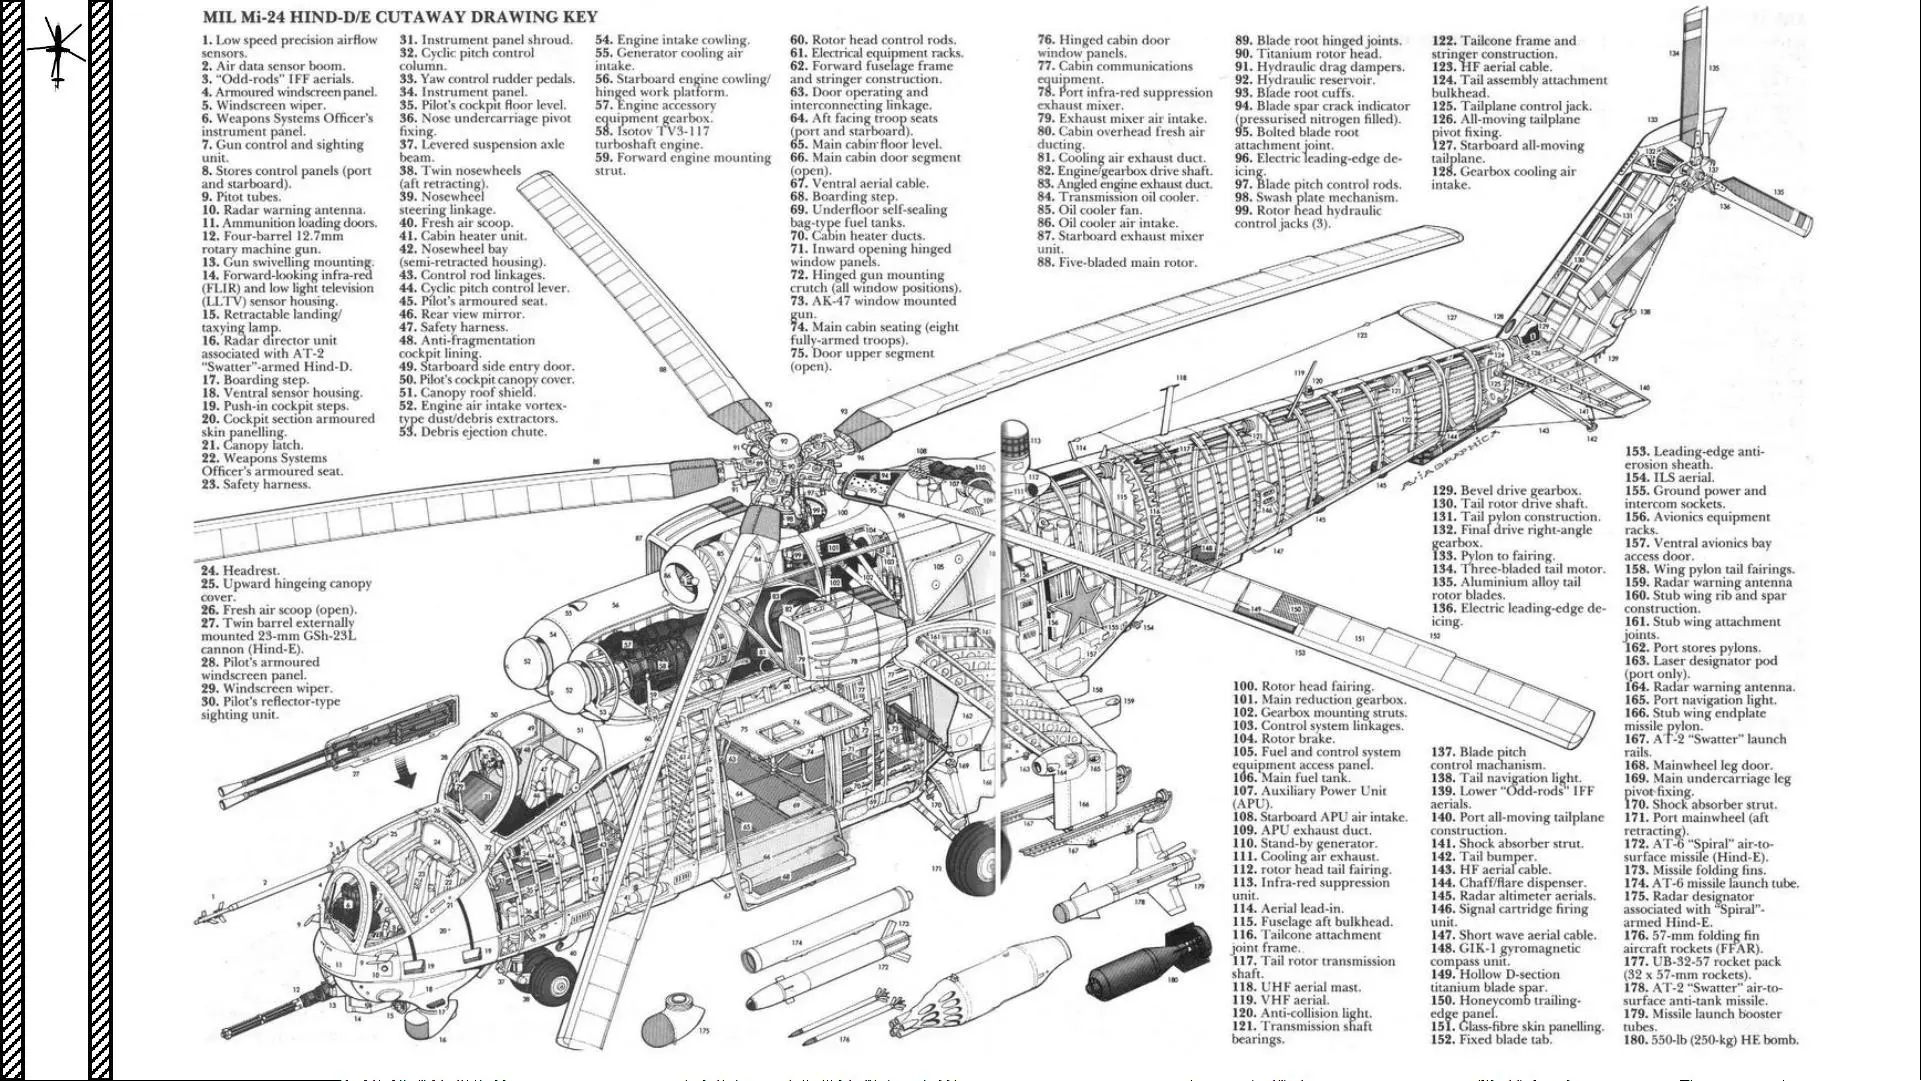 MIL Mi-24 HIND-D/E CUTAWAY DRAWING KEY
1. Low speed precision airflow
sensors.
2. Air data sensor boom.
3. “Odd-rods” IFF aerials.
4. Armoured windscreen panel.
5. Windscreen wiper.
6. Weapons Systems Officer's
instrument panel.
7. Gun control and sighting
unit.
8. Stores control panels (port
and starboard).
9. Pitot tubes.
10. Radar warning antenna.
11. Ammunition loading doors.
12. Four-barrel 12.7mm
rotary machine gun.
13. Gun swivelling mounting.
14. Forward-looking infra-red
(FLIR) and low light television
(LLTV) sensor housing.
15. Retractable landing/
taxying lamp.
16. Radar director unit
associated with AT-2
“Swatter”-armed Hind-D.
17. Boarding step.
18. Ventral sensor housing.
19. Push-in cockpit steps.
20. Cockpit section armoured
skin panelling.
21. Canopy latch.
22. Weapons Systems
Officer's armoured seat.
23. Safety harness.
24. Headrest.
25. Upward hingeing canopy
cover.
26. Fresh air scoop (open).
27. Twin barrel externally
mounted 23-mm GSh-23L
cannon (Hind-E).
28. Pilot's armoured
windscreen panel.
29. Windscreen wiper.
30. Pilot's reflector-type
sighting unit.
31. Instrument panel shroud.
32. Cyclic pitch control
column.
33. Yaw control rudder pedals.
34. Instrument panel.
35. Pilot's cockpit floor level.
36. Nose undercarriage pivot
fixing.
37. Levered suspension axle
beam.
38. Twin nosewheels
(aft retracting).
39. Nosewheel
steering linkage.
40. Fresh air scoop.
41. Cabin heater unit.
42. Nosewheel bay
(semi-retracted housing).
43. Control rod linkages.
44. Cyclic pitch control lever.
45. Pilot's armoured seat.
46. Rear view mirror.
47. Safety harness.
48. Anti-fragmentation
cockpit lining.
49. Starboard side entry door.
50. Pilot's cockpit canopy cover.
51. Canopy roof shield.
52. Engine air intake vortex-
type dust/debris extractors.
53. Debris ejection chute.
54. Engine intake cowling.
55. Generator cooling air
intake.
56. Starboard engine cowling/
hinged work platform.
57. Engine accessory
equipment gearbox.
58. Isotov TV3-117
turboshaft engine.
59. Forward engine mounting
strut.
60. Rotor head control rods.
61. Electrical equipment racks.
62. Forward fuselage frame
and stringer construction.
63. Door operating and
interconnecting linkage.
64. Aft facing troop seats
(port and starboard).
65. Main cabin floor level.
66. Main cabin door segment
(open).
67. Ventral aerial cable.
68. Boarding step.
69. Underfloor self-sealing
bag-type fuel tanks.
70. Cabin heater ducts.
71. Inward opening hinged
window panels.
72. Hinged gun mounting
crutch (all window positions).
73. AK-47 window mounted
gun.
74. Main cabin seating (eight
fully-armed troops).
75. Door upper segment
(open).
76. Hinged cabin door
window panels.
77. Cabin communications
equipment.
78. Port infra-red suppression
exhaust mixer.
79. Exhaust mixer air intake.
80. Cabin overhead fresh air
ducting.
81. Cooling air exhaust duct.
82. Engine/gearbox drive shaft.
83. Angled engine exhaust duct.
84. Transmission oil cooler.
85. Oil cooler fan.
86. Oil cooler air intake.
87. Starboard exhaust mixer
unit.
88. Five-bladed main rotor.
89. Blade root hinged joints.
90. Titanium rotor head.
91. Hydraulic drag dampers.
92. Hydraulic reservoir.
93. Blade root cuffs.
94. Blade spar crack indicator
(pressurised nitrogen filled).
95. Bolted blade root
attachment joint.
96. Electric leading-edge de-
icing.
97. Blade pitch control rods.
98. Swash plate mechanism.
99. Rotor head hydraulic
control jacks (3).
100. Rotor head fairing.
101. Main reduction gearbox.
102. Gearbox mounting struts.
103. Control system linkages.
104. Rotor brake.
105. Fuel and control system
equipment access panel.
106. Main fuel tank.
107. Auxiliary Power Unit
(APU).
108. Starboard APU air intake.
109. APU exhaust duct.
110. Stand-by generator.
111. Cooling air exhaust.
112. rotor head tail fairing.
113. Infra-red suppression
unit.
114. Aerial lead-in.
115. Fuselage aft bulkhead.
116. Tailcone attachment
joint frame.
117. Tail rotor transmission
shaft.
118. UHF aerial mast.
119. VHF aerial.
120. Anti-collision light.
121. Transmission shaft
bearings.
122. Tailcone frame and
stringer construction.
123. HF aerial cable.
124. Tail assembly attachment
bulkhead.
125. Tailplane control jack.
126. All-moving tailplane
pivot fixing.
127. Starboard all-moving
tailplane.
128. Gearbox cooling air
intake.
129. Bevel drive gearbox.
130. Tail rotor drive shaft.
131. Tail pylon construction.
132. Final drive right-angle
gearbox.
133. Pylon to fairing.
134. Three-bladed tail motor.
135. Aluminium alloy tail
rotor blades.
136. Electric leading-edge de-
icing.
137. Blade pitch
control machanism.
138. Tail navigation light.
139. Lower “Odd-rods” IFF
aerials.
140. Port all-moving tailplane
construction.
141. Shock absorber strut.
142. Tail bumper.
143. HF aerial cable.
144. Chaff/flare dispenser.
145. Radar altimeter aerials.
146. Signal cartridge firing
unit.
147. Short wave aerial cable.
148. GIK-1 gyromagnetic
compass unit.
149. Hollow D-section
titanium blade spar.
150. Honeycomb trailing-
edge panel.
151. Glass-fibre skin panelling.
152. Fixed blade tab.
153. Leading-edge anti-
erosion sheath.
154. ILS aerial.
155. Ground power and
intercom sockets.
156. Avionics equipment
racks.
157. Ventral avionics bay
access door.
158. Wing pylon tail fairings.
159. Radar warning antenna
160. Stub wing rib and spar
construction.
161. Stub wing attachment
joints.
162. Port stores pylons.
163. Laser designator pod
(port only).
164. Radar warning antenna.
165. Port navigation light.
166. Stub wing endplate
missile pylon.
167. AT-2 “Swatter” launch
rails.
168. Mainwheel leg door.
169. Main undercarriage leg
pivot fixing.
170. Shock absorber strut.
171. Port mainwheel (aft
retracting).
172. AT-6 “Spiral” air-to-
surface missile (Hind-E).
173. Missile folding fins.
174. AT-6 missile launch tube.
175. Radar designator
associated with “Spiral”-
armed Hind-E.
176. 57-mm folding fin
aircraft rockets (FFAR).
177. UB-32-57 rocket pack
(32 x 57-mm rockets).
178. AT-2 “Swatter” air-to-
surface anti-tank missile.
179. Missile launch booster
tubes.
180. 550-lb (250-kg) HE bomb.
AVIAGRAPHICA